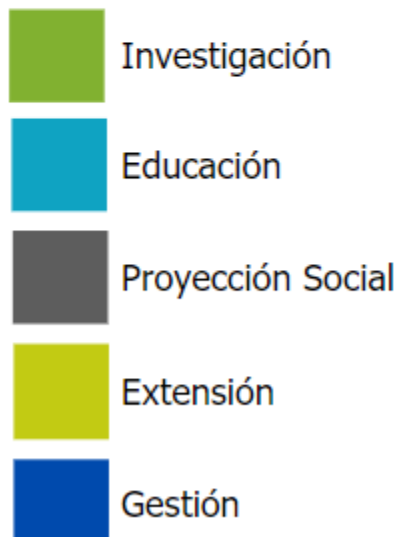 Investigación
Educación
Proyección Social
Extensión
Gestión